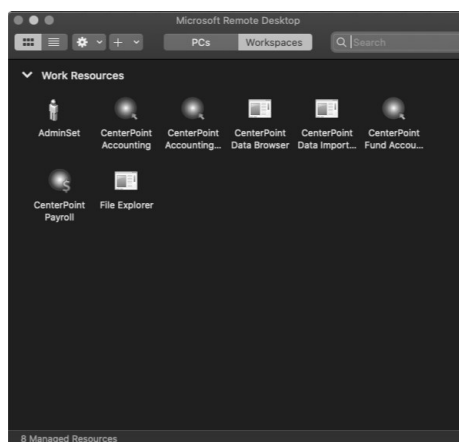 Microsoft Remote Desktop
PCs
Workspaces
Search
Work Resources
AdminSet
CenterPoint
Accounting
CenterPoint
Accounting...
CenterPoint
Data Browser
CenterPoint
Data Import...
CenterPoint
Fund Accou...
CenterPoint
Payroll
File Explorer
8 Managed Resources